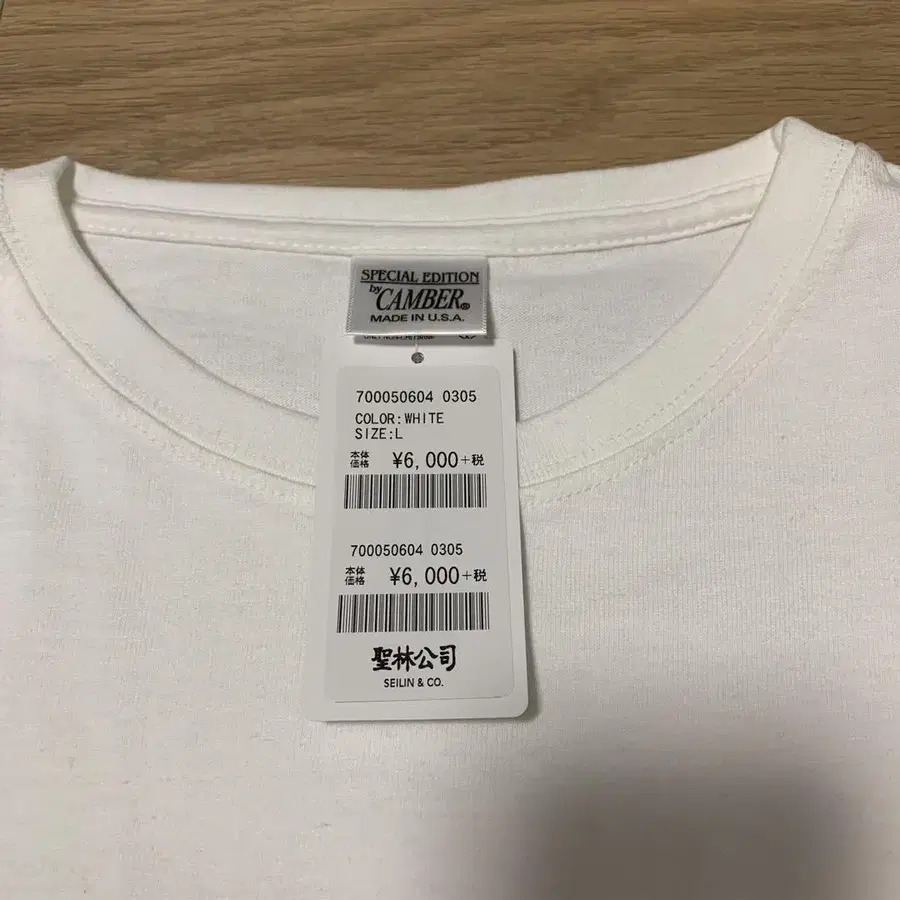 SPECIAL EDITION
by CAMBER®
MADE IN U.S.A.
700050604 0305
COLOR:WHITE
SIZE:L
本体価格 ¥6,000+税
700050604 0305
本体価格 ¥6,000+税
聖林公司
SEILIN & CO.